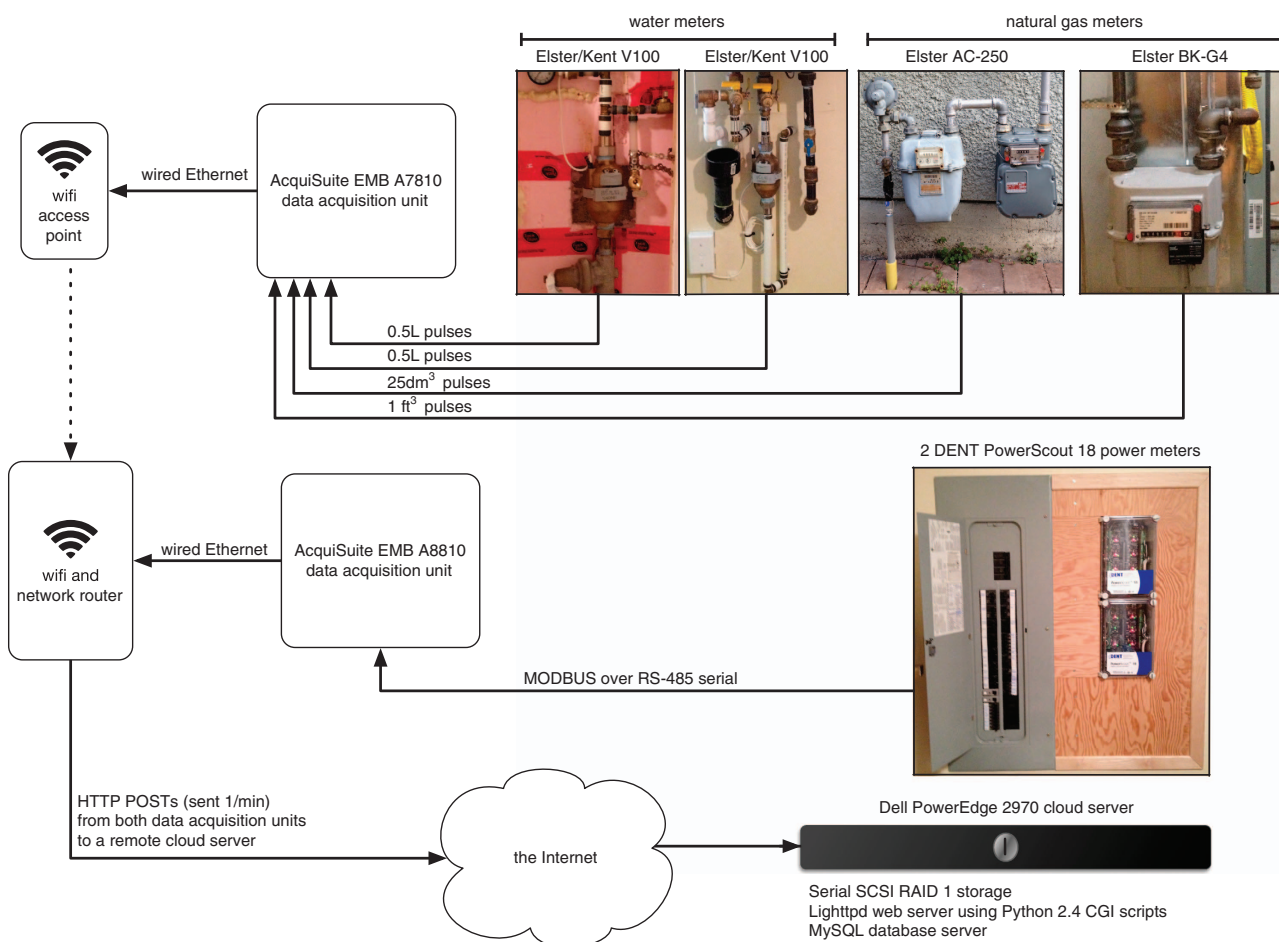 water meters
natural gas meters
Elster/Kent V100
Elster/Kent V100
Elster AC-250
Elster BK-G4
wifi
access
point
wired Ethernet
AcquiSuite EMB A7810
data acquisition unit
0.5L pulses
0.5L pulses
25dm³ pulses
1 ft³ pulses
2 DENT PowerScout 18 power meters
wifi and
network router
wired Ethernet
AcquiSuite EMB A8810
data acquisition unit
DENT
DENT
MODBUS over RS-485 serial
HTTP POSTs (sent 1/min)
from both data acquisition units
to a remote cloud server
the Internet
Dell PowerEdge 2970 cloud server
Serial SCSI RAID 1 storage
Lighttpd web server using Python 2.4 CGI scripts
MySQL database server